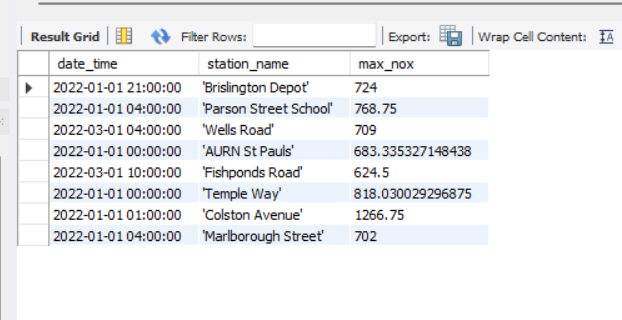 Result Grid Filter Rows: Export: Wrap Cell Content: IA
date_time station_name max_nox
2022-01-01 21:00:00 'Brislington Depot' 724
2022-01-01 04:00:00 'Parson Street School' 768.75
2022-03-01 04:00:00 'Wells Road' 709
2022-01-01 00:00:00 'AURN St Pauls' 683.335327148438
2022-03-01 10:00:00 'Fishponds Road' 624.5
2022-01-01 00:00:00 'Temple Way' 818.030029296875
2022-01-01 01:00:00 'Colston Avenue' 1266.75
2022-01-01 04:00:00 'Marlborough Street' 702